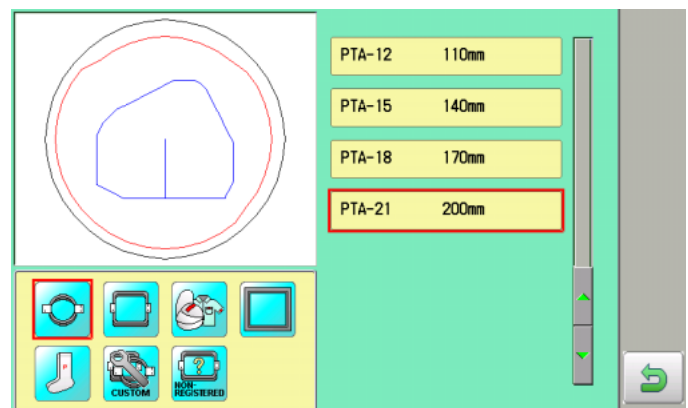 PTA-12 110mm
PTA-15 140mm
PTA-18 170mm
PTA-21 200mm
P
CUSTOM
?
NON-
REGISTERED